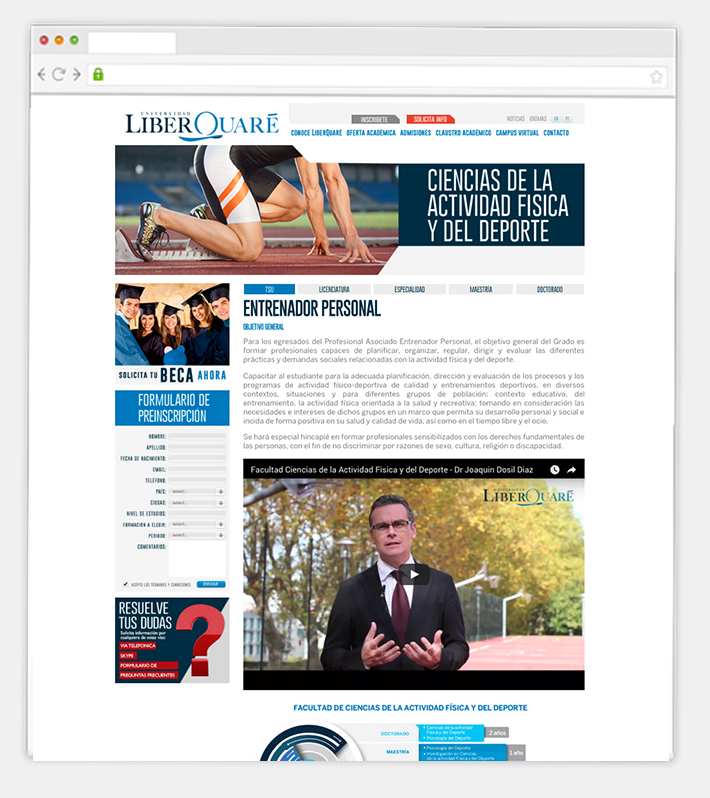 UNIVERSIDAD
LIBERQUARÉ
INSCRIBETE
SOLICITA INFO
NOTICIAS IDIOMAS EN PT
CONOCE LIBERQUARÉ OFERTA ACADÉMICA ADMISIONES CLAUSTRO ACADÉMICO CAMPUS VIRTUAL CONTACTO
CIENCIAS DE LA
ACTIVIDAD FISICA
Y DEL DEPORTE
SOLICITA TU BECA AHORA
FORMULARIO DE
PREINSCRIPCIÓN
NOMBRE:
APELLIDO:
FECHA DE NACIMIENTO:
EMAIL:
TELEFONO:
PAIS: select...
CIUDAD: select...
NIVEL DE ESTUDIOS:
FORMACION A ELEGIR: select...
PERIODO: select...
COMENTARIOS:
ACEPTO LOS TERMINOS Y CONDICIONES
ENVIAR
RESUELVE
TUS DUDAS
Solicita información por
cualquiera de estas vías:
VIA TELEFONICA
SKYPE
FORMULARIO DE
PREGUNTAS FRECUENTES
?
TSU LICENCIATURA ESPECIALIDAD MAESTRÍA DOCTORADO
ENTRENADOR PERSONAL
OBJETIVO GENERAL
Para los egresados del Profesional Asociado Entrenador Personal, el objetivo general del Grado es
formar profesionales capaces de planificar, organizar, regular, dirigir y evaluar las diferentes
prácticas y demandas sociales relacionadas con la actividad física y del deporte.
Capacitar al estudiante para la adecuada planificación, dirección y evaluación de los procesos y los
programas de actividad físico-deportiva de calidad y entrenamientos deportivos, en diversos
contextos, situaciones y para diferentes grupos de población: contexto educativo, del
entrenamiento, la actividad física orientada a la salud y recreativa; tomando en consideración las
necesidades e intereses de dichos grupos en un marco que permita su desarrollo personal y social e
incida de forma positiva en su salud y calidad de vida, así como en el tiempo libre y el ocio.
Se hará especial hincapié en formar profesionales sensibilizados con los derechos fundamentales de
las personas, con el fin de no discriminar por razones de sexo, cultura, religión o discapacidad.
Facultad Ciencias de la Actividad Fisica y del Deporte - Dr Joaquin Dosil Diaz
UNIVERSIDAD
LIBERQUARÉ
FACULTAD DE CIENCIAS DE LA ACTIVIDAD FÍSICA Y DEL DEPORTE
DOCTORADO
• Ciencias de la actividad
Física y del Deporte
• Psicología del Deporte
2 años
MAESTRÍA
• Psicología del Deporte
• Investigación en Ciencias
de la actividad Física y del Deporte
1 año